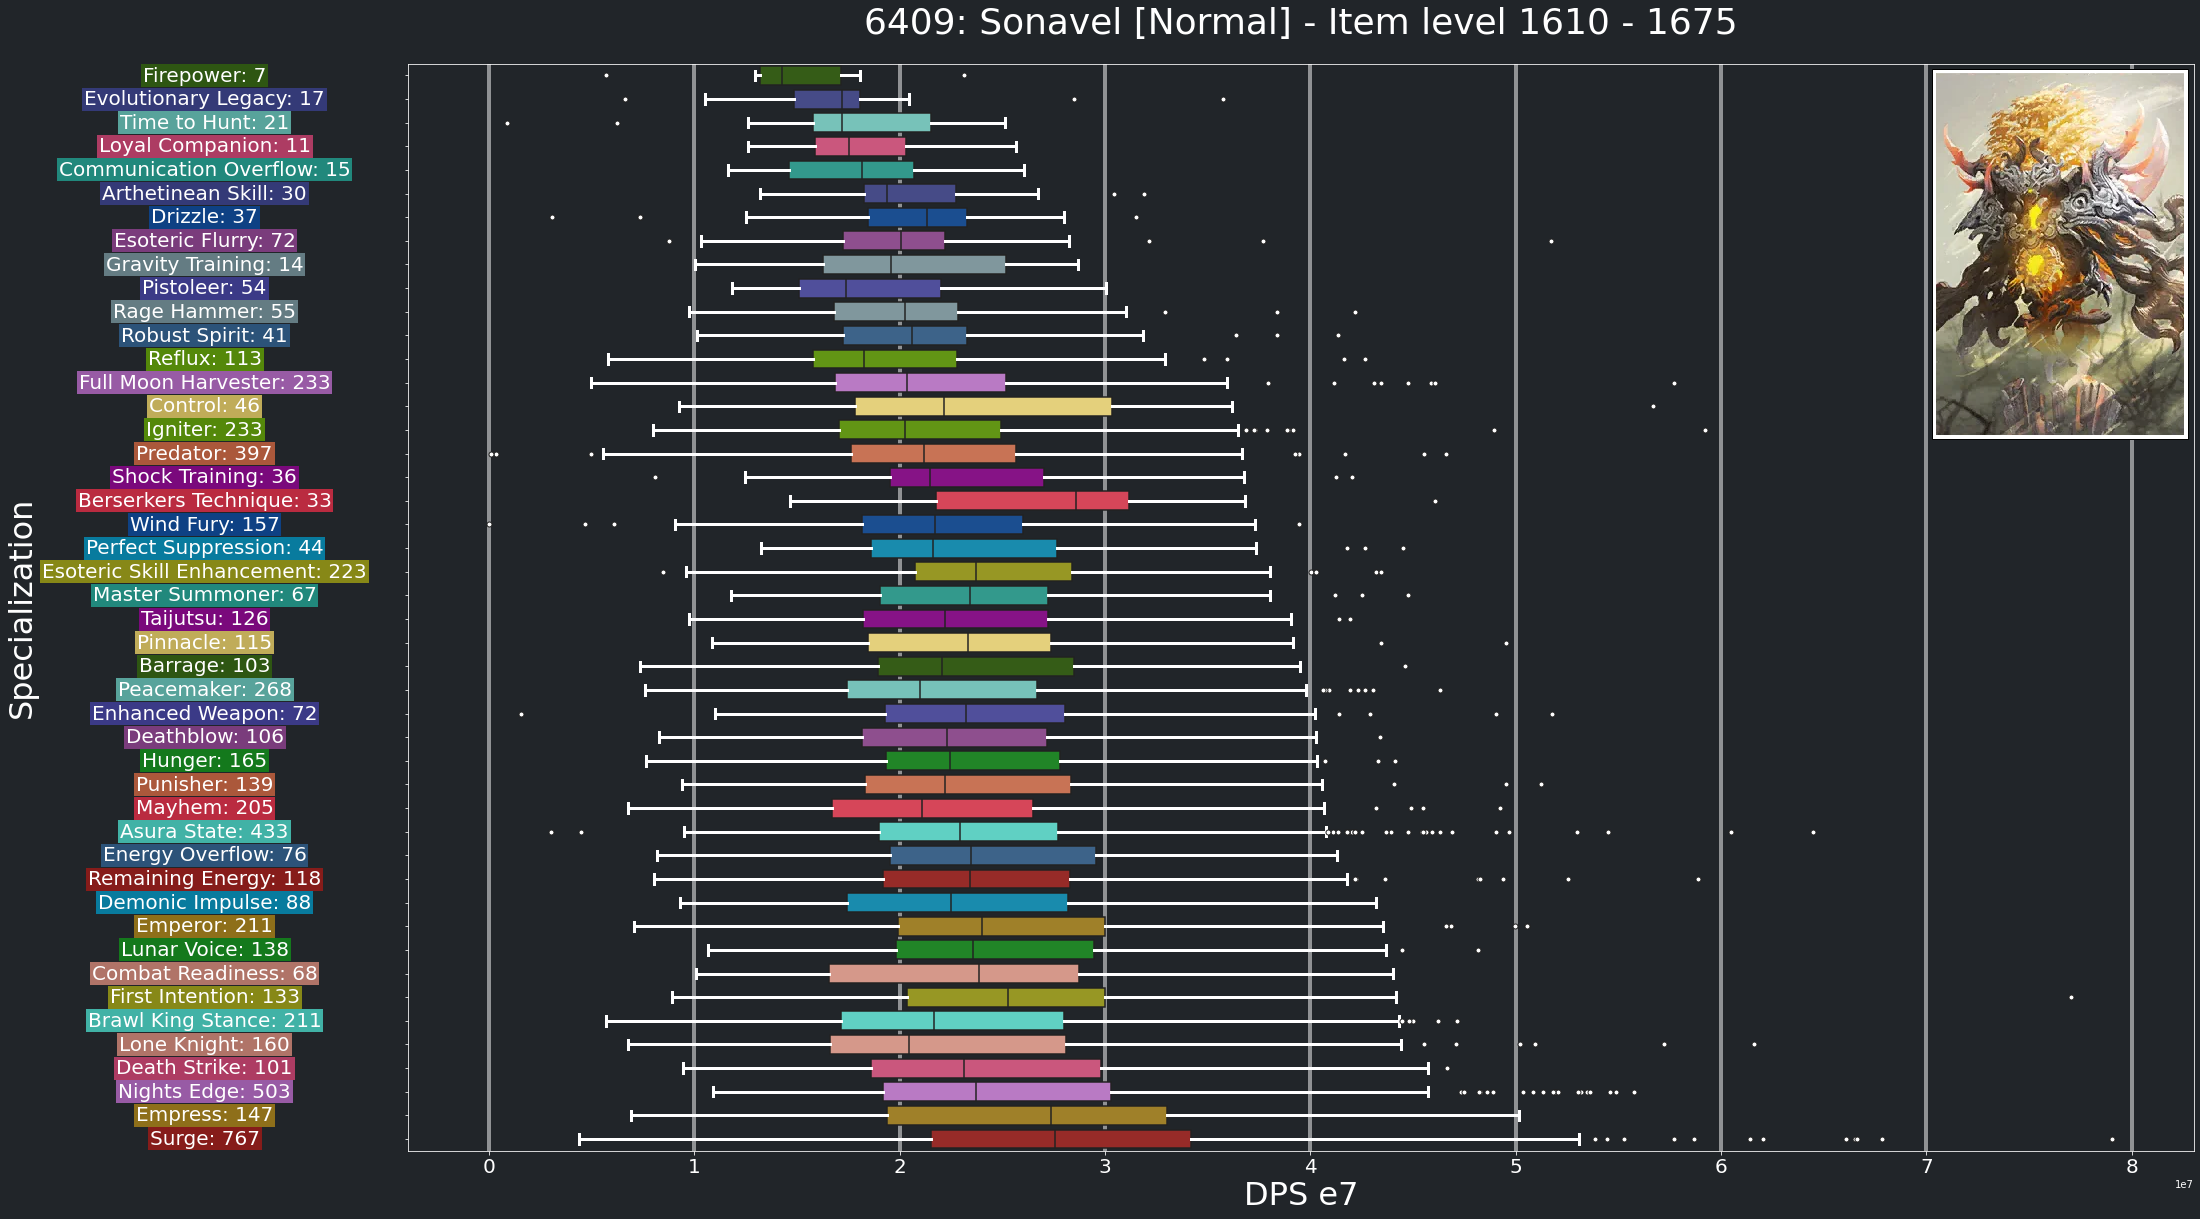 6409: Sonavel [Normal] - Item level 1610 - 1675
Specialization
Firepower: 7
Evolutionary Legacy: 17
Time to Hunt: 21
Loyal Companion: 11
Communication Overflow: 15
Arthetinean Skill: 30
Drizzle: 37
Esoteric Flurry: 72
Gravity Training: 14
Pistoleer: 54
Rage Hammer: 55
Robust Spirit: 41
Reflux: 113
Full Moon Harvester: 233
Control: 46
Igniter: 233
Predator: 397
Shock Training: 36
Berserkers Technique: 33
Wind Fury: 157
Perfect Suppression: 44
Esoteric Skill Enhancement: 223
Master Summoner: 67
Taijutsu: 126
Pinnacle: 115
Barrage: 103
Peacemaker: 268
Enhanced Weapon: 72
Deathblow: 106
Hunger: 165
Punisher: 139
Mayhem: 205
Asura State: 433
Energy Overflow: 76
Remaining Energy: 118
Demonic Impulse: 88
Emperor: 211
Lunar Voice: 138
Combat Readiness: 68
First Intention: 133
Brawl King Stance: 211
Lone Knight: 160
Death Strike: 101
Nights Edge: 503
Empress: 147
Surge: 767
0 1 2 3 4 5 6 7 8
DPS e7
1e7